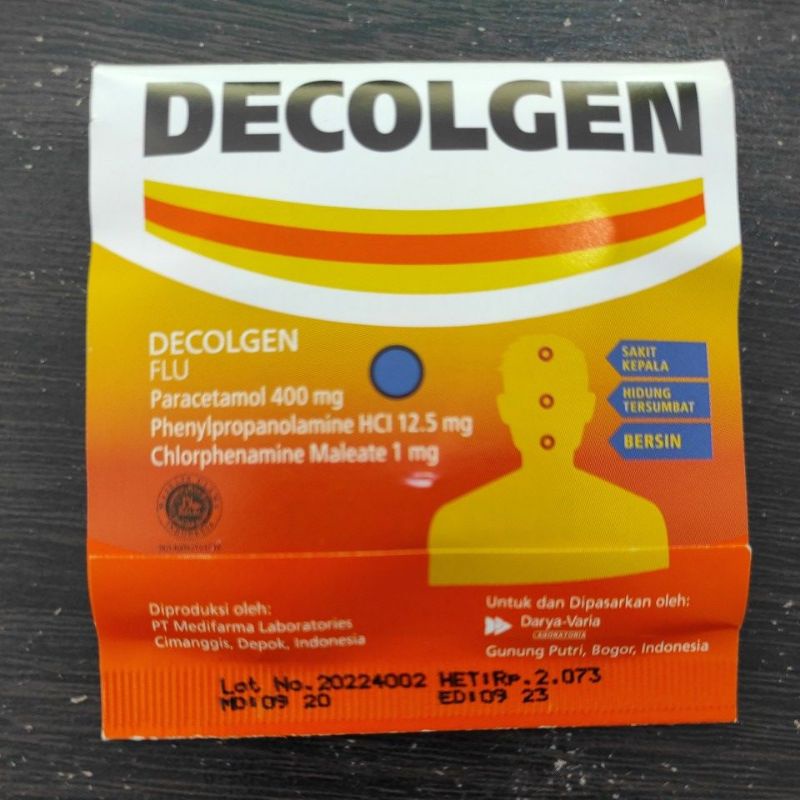 DECOLGEN
DECOLGEN
FLU
Paracetamol 400 mg
Phenylpropanolamine HCl 12.5 mg
Chlorphenamine Maleate 1 mg
SAKIT
KEPALA
HIDUNG
TERSUMBAT
BERSIN
Diproduksi oleh:
PT Medifarma Laboratories
Cimanggis, Depok, Indonesia
Untuk dan Dipasarkan oleh:
Darya-Varia
LABORATORIA
Gunung Putri, Bogor, Indonesia
Lot No.20224002 HET:Rp.2.073
MD:09 20 ED:09 23